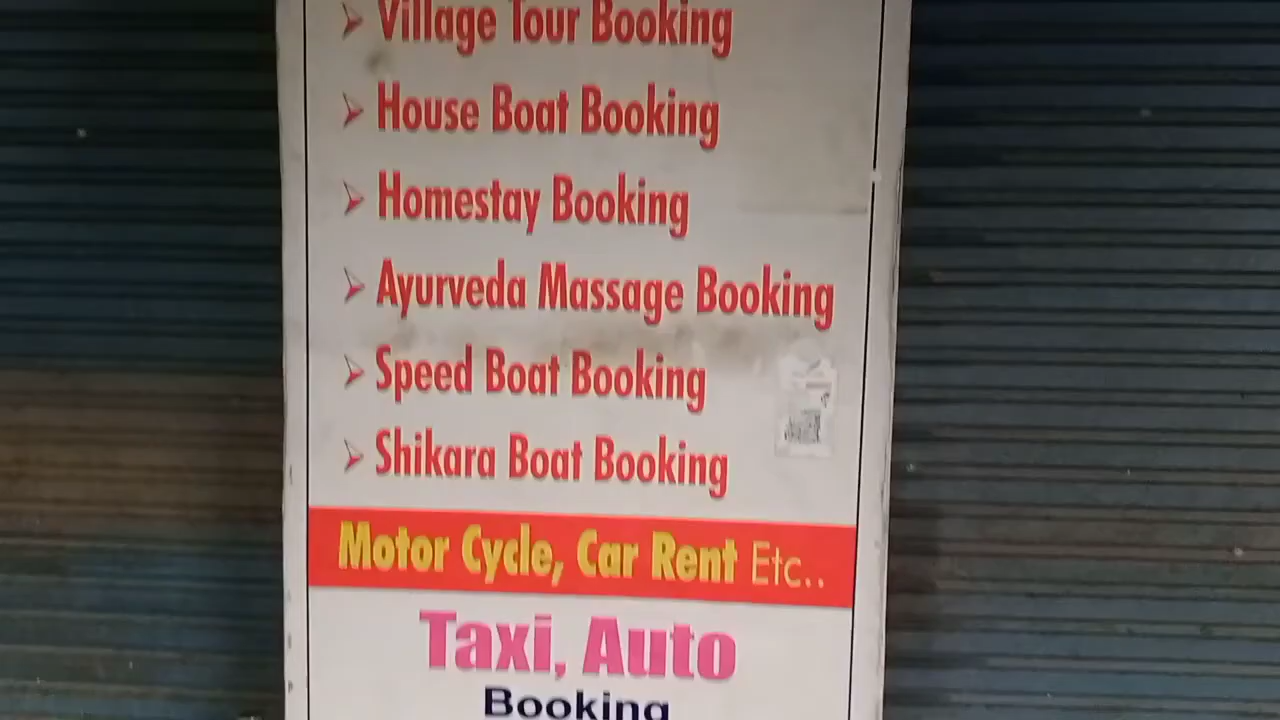 ➢ Village Tour Booking
➢ House Boat Booking
➢ Homestay Booking
➢ Ayurveda Massage Booking
➢ Speed Boat Booking
➢ Shikara Boat Booking
Motor Cycle, Car Rent Etc..
Taxi, Auto
Booking